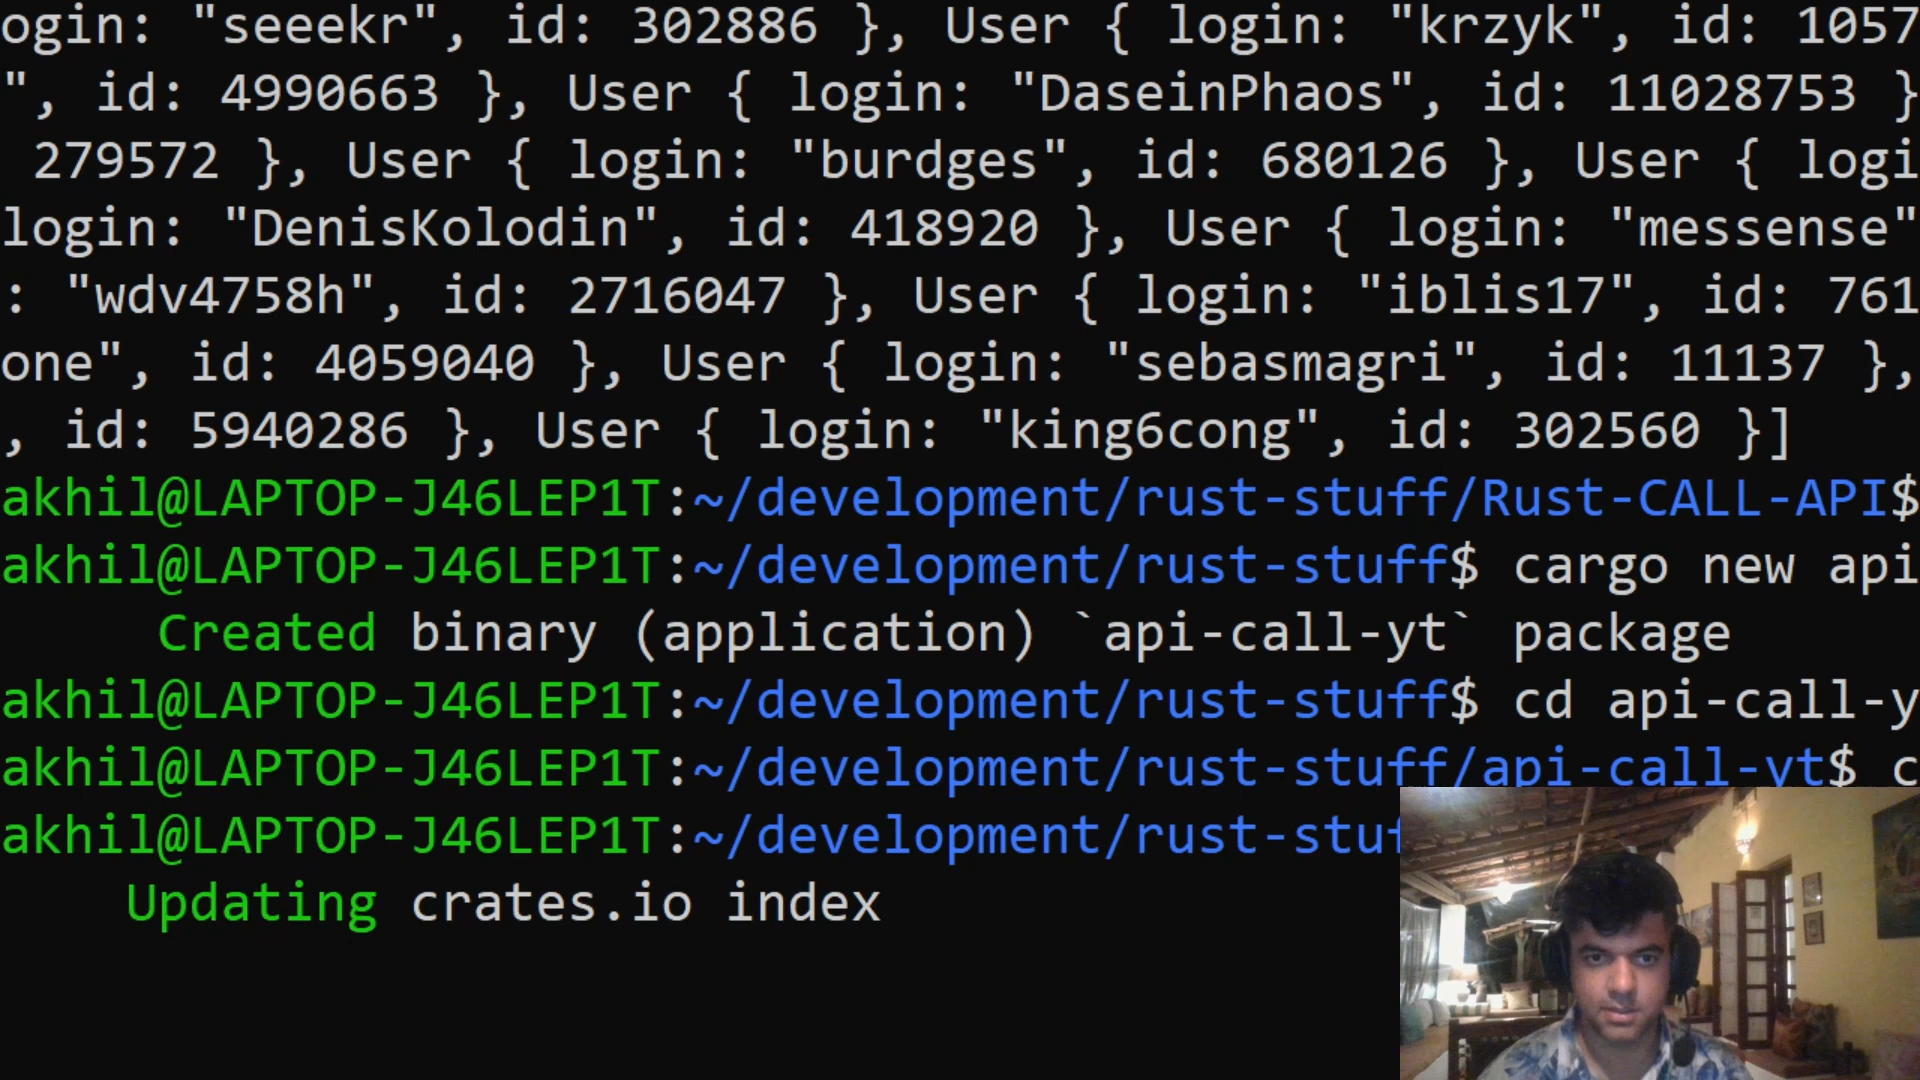 ogin: "seeekr", id: 302886 }, User { login: "krzyk", id: 1057
", id: 4990663 }, User { login: "DaseinPhaos", id: 11028753 }
279572 }, User { login: "burdges", id: 680126 }, User { logi
login: "DenisKolodin", id: 418920 }, User { login: "messense"
: "wdv4758h", id: 2716047 }, User { login: "iblis17", id: 761
one", id: 4059040 }, User { login: "sebasmagri", id: 11137 },
, id: 5940286 }, User { login: "king6cong", id: 302560 }]
akhil@LAPTOP-J46LEP1T:~/development/rust-stuff/Rust-CALL-API$
akhil@LAPTOP-J46LEP1T:~/development/rust-stuff$ cargo new api
Created binary (application) `api-call-yt` package
akhil@LAPTOP-J46LEP1T:~/development/rust-stuff$ cd api-call-y
akhil@LAPTOP-J46LEP1T:~/development/rust-stuff/api-call-yt$ c
akhil@LAPTOP-J46LEP1T:~/development/rust-stuf
Updating crates.io index